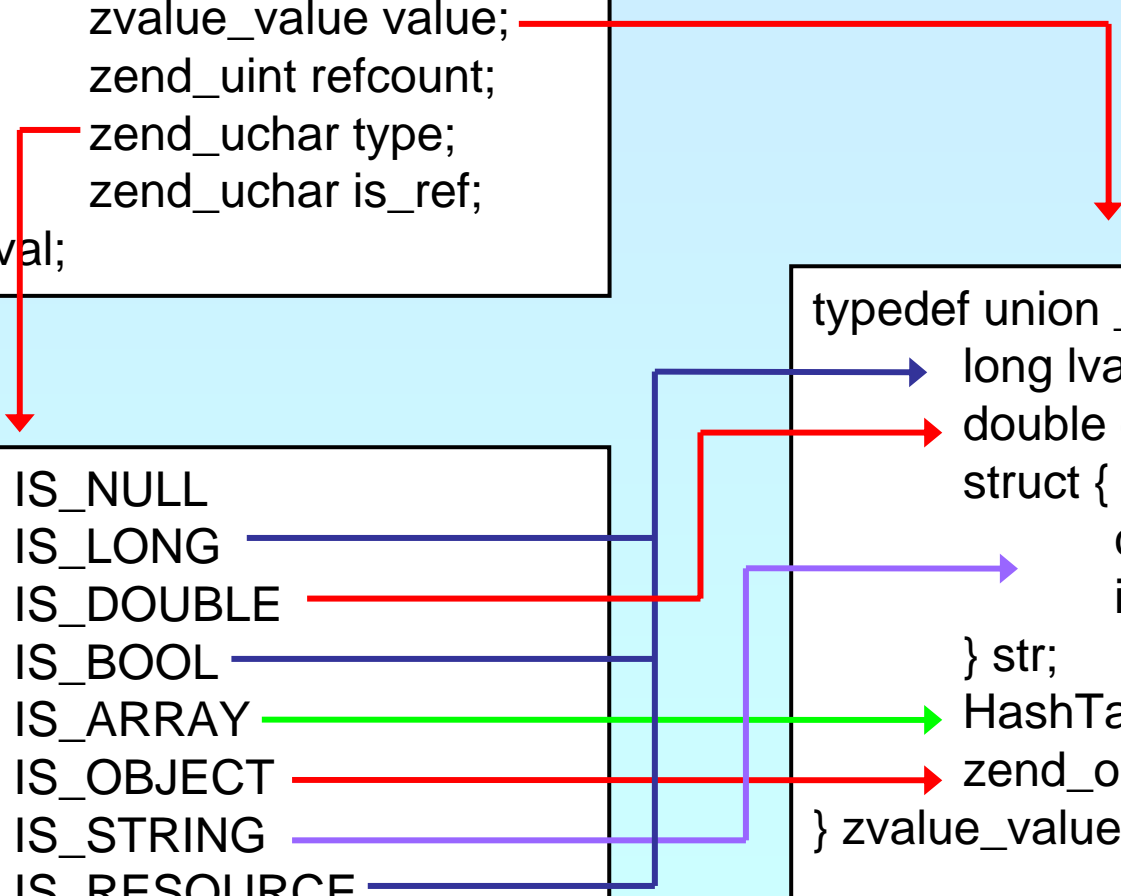 zvalue_value value;
zend_uint refcount;
zend_uchar type;
zend_uchar is_ref;
val;
IS_NULL
IS_LONG
IS_DOUBLE
IS_BOOL
IS_ARRAY
IS_OBJECT
IS_STRING
IS_RESOURCE
typedef union _
long lva
double
struct {
} str;
HashTa
zend_o
} zvalue_value